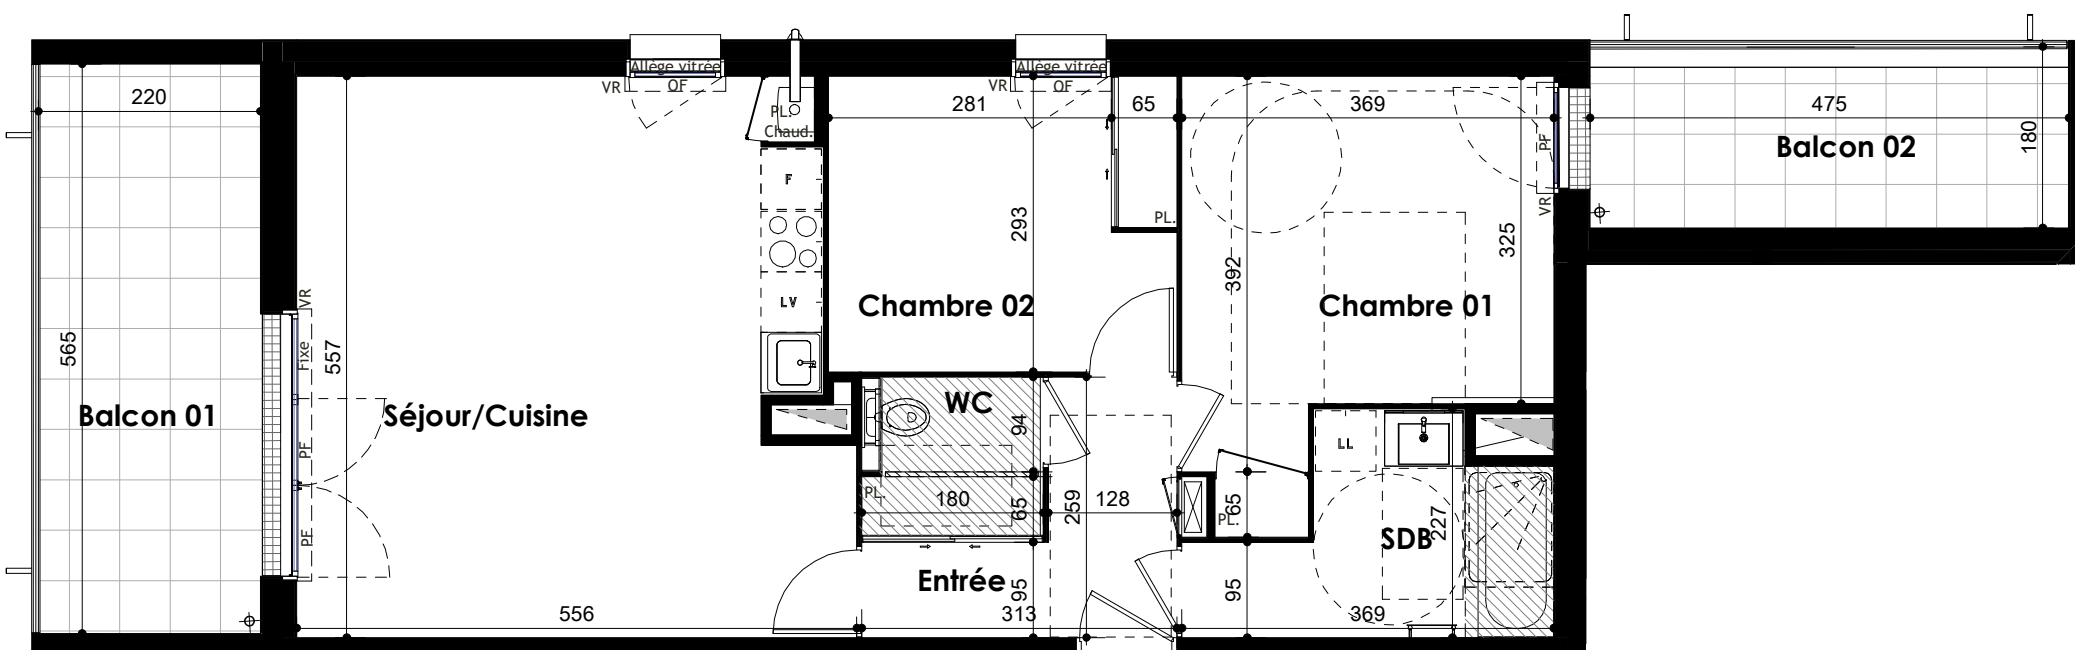 Allège vitrée
VR
OF
Allège vitrée
VR
OF
220
PL.
Chaud.
281
65
369
475
Balcon 02
180
PF
VR
F
PL.
293
325
392
LV
Chambre 02
Chambre 01
VR
Fixe
565
557
Balcon 01
Séjour/Cuisine
WC
94
LL
PF
PL.
180
65
259
128
65
PL.
227
SDB
PF
Entrée
95
95
556
313
369